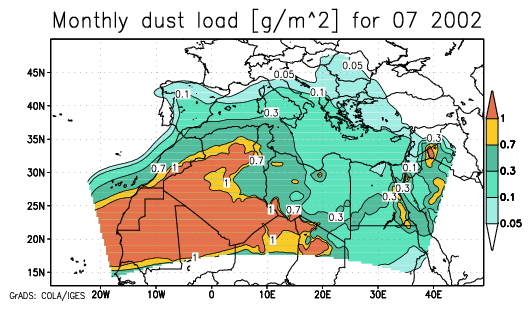 Monthly dust load [g/m^2] for 07 2002
0.05
45N
0.05
0.1
0.1
40N
0.3
1
35N
0.3
0.7
0.7
0.7
1
0.1
0.3
30N
1
0.3
0.1
0.3
25N
1
0.7
0.3
0.05
20N
1
1
15N
20W
10W
0
10E
20E
30E
40E
GrADS: COLA/IGES